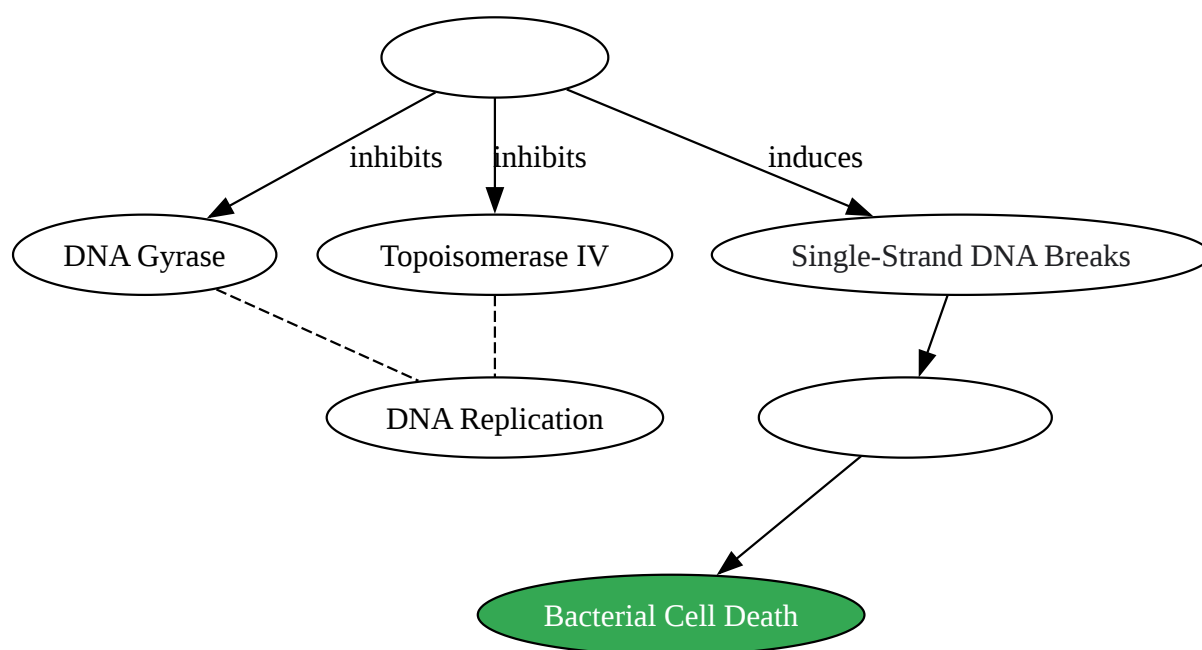 inhibits
inhibits
induces
DNA Gyrase
Topoisomerase IV
Single-Strand DNA Breaks
DNA Replication
Bacterial Cell Death